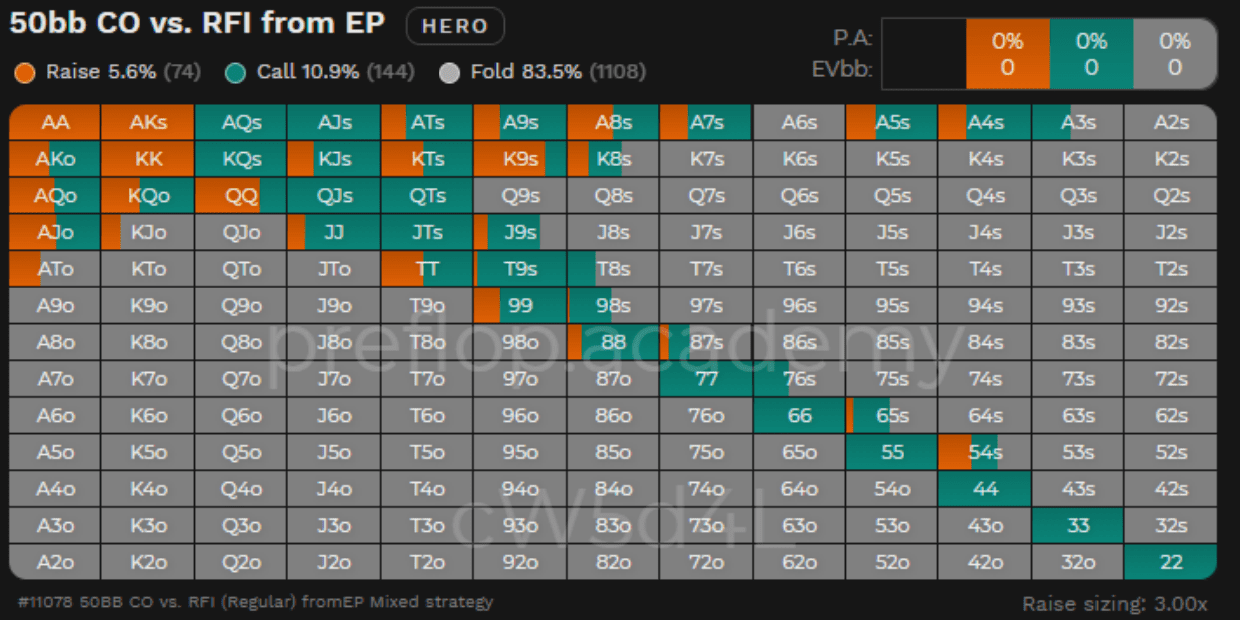 50bb CO vs. RFI from EP HERO
P.A: 0% 0% 0%
EVbb: 0 0 0
Raise 5.6% (74) Call 10.9% (144) Fold 83.5% (1108)
AA AKs AQs AJs ATs A9s A8s A7s A6s A5s A4s A3s A2s
AKo KK KQs KJs KTs K9s K8s K7s K6s K5s K4s K3s K2s
AQo KQo QQ QJs QTs Q9s Q8s Q7s Q6s Q5s Q4s Q3s Q2s
AJo KJo QJo JJ JTs J9s J8s J7s J6s J5s J4s J3s J2s
ATo KTo QTo JTo TT T9s T8s T7s T6s T5s T4s T3s T2s
A9o K9o Q9o J9o T9o 99 98s 97s 96s 95s 94s 93s 92s
A8o K8o Q8o J8o T8o 98o 88 87s 86s 85s 84s 83s 82s
preflop.academy
A7o K7o Q7o J7o T7o 97o 87o 77 76s 75s 74s 73s 72s
A6o K6o Q6o J6o T6o 96o 86o 76o 66 65s 64s 63s 62s
A5o K5o Q5o J5o T5o 95o 85o 75o 65o 55 54s 53s 52s
A4o K4o Q4o J4o T4o 94o 84o 74o 64o 54o 44 43s 42s
A3o K3o Q3o J3o T3o 93o 83o 73o 63o 53o 43o 33 32s
cW5d4L
A2o K2o Q2o J2o T2o 92o 82o 72o 62o 52o 42o 32o 22
#11078 50BB CO vs. RFI (Regular) fromEP Mixed strategy
Raise sizing: 3.00x